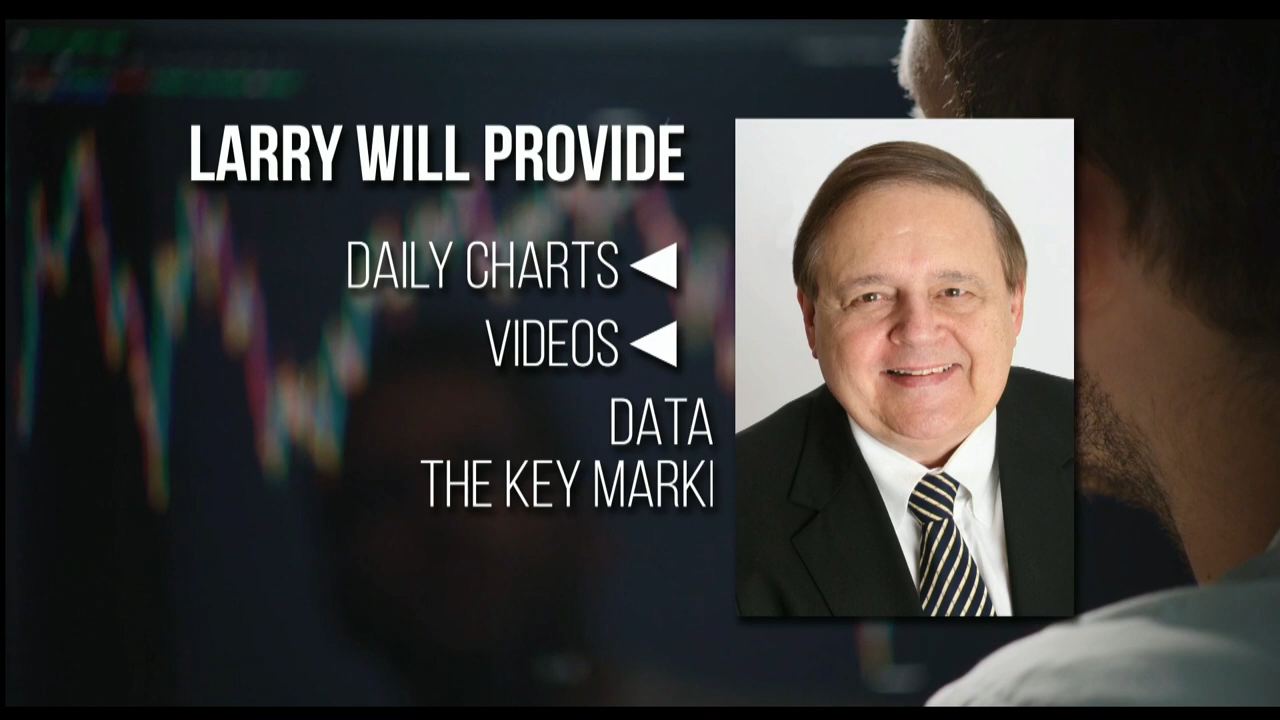 LARRY WILL PROVIDE
DAILY CHARTS
VIDEOS
DATA
THE KEY